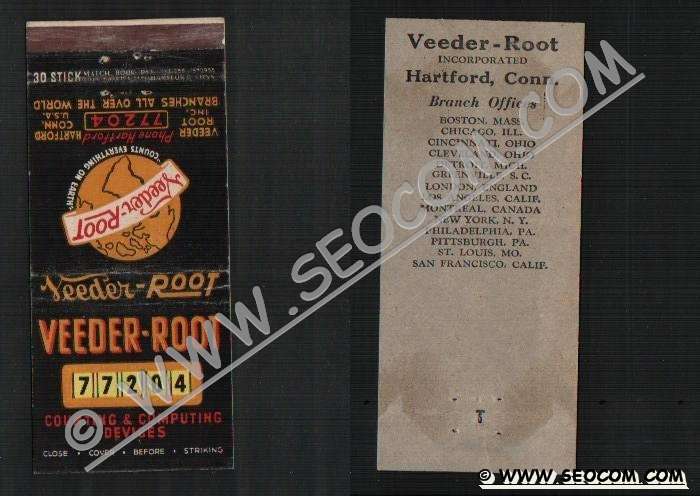 30 STICK
VEEDER
ROOT
INC.
Phone Hartford
77204
HARTFORD
CONN.
U.S.A.
BRANCHES ALL OVER THE WORLD
"COUNTS EVERYTHING ON EARTH"
Veeder-ROOT
Veeder-ROOT
VEEDER-ROOT
77204
COUNTING & COMPUTING
DEVICES
CLOSE • COVER • BEFORE • STRIKING
Veeder-Root
INCORPORATED
Hartford, Conn.
Branch Offices
BOSTON, MASS.
CHICAGO, ILL.
CINCINNATI, OHIO
CLEVELAND, OHIO
DETROIT, MICH.
GREENVILLE, S. C.
LONDON, ENGLAND
LOS ANGELES, CALIF.
MONTREAL, CANADA
NEW YORK, N. Y.
PHILADELPHIA, PA.
PITTSBURGH, PA.
ST. LOUIS, MO.
SAN FRANCISCO, CALIF.
© WWW.SEOCOM.COM
© WWW.SEOCOM.COM